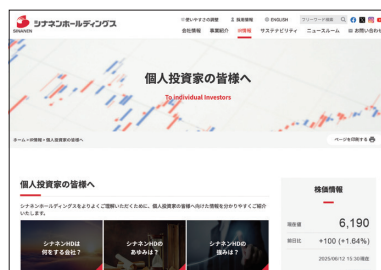 シナネンホールディングス
SINANEN
使いやすさの調整 採用情報 ENGLISH フリーワード検索
会社情報 事業紹介 IR情報 サステナビリティ ニュースルーム お問い合わせ
個人投資家の皆様へ
To individual Investors
ホーム > IR情報 > 個人投資家の皆様へ
ページを印刷する
個人投資家の皆様へ
シナネンホールディングスをよりよくご理解いただくために、個人投資家の皆様へ向けた情報を分かりやすくご紹介
いたします。
シナネンHDは
何をする会社？
シナネンHDの
あゆみは？
シナネンHDの
強みは？
株価情報
現在値 6,190
前日比 +100 (+1.64%)
2025/06/12 15:30現在